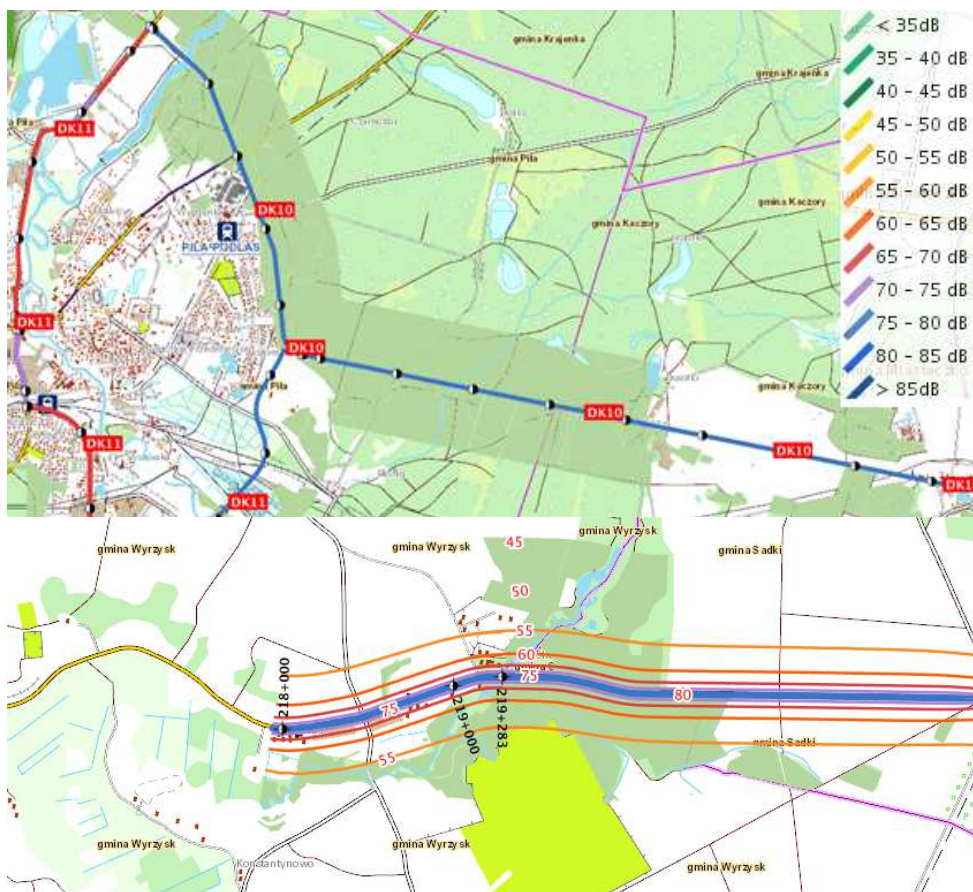 gmina Krajenka
gmina Krajenka
DK11
gmina Piła
DK10
PIŁA PODLAS
gmina Kaczory
gmina Kaczory
DK11
DK10
gmina Piła
gmina Kaczory
DK10
DK10
DK11
DK11
< 35dB
35 - 40 dB
40 - 45 dB
45 - 50 dB
50 - 55 dB
55 - 60 dB
60 - 65 dB
65 - 70 dB
70 - 75 dB
75 - 80 dB
80 - 85 dB
> 85dB
gmina Wyrzysk
gmina Wyrzysk
45
gmina Wyrzysk
gmina Sadki
50
55
60
75
218+000
75
219+000
219+283
80
55
gmina Sadki
gmina Wyrzysk
gmina Wyrzysk
Konstantynowo
gmina Wyrzysk